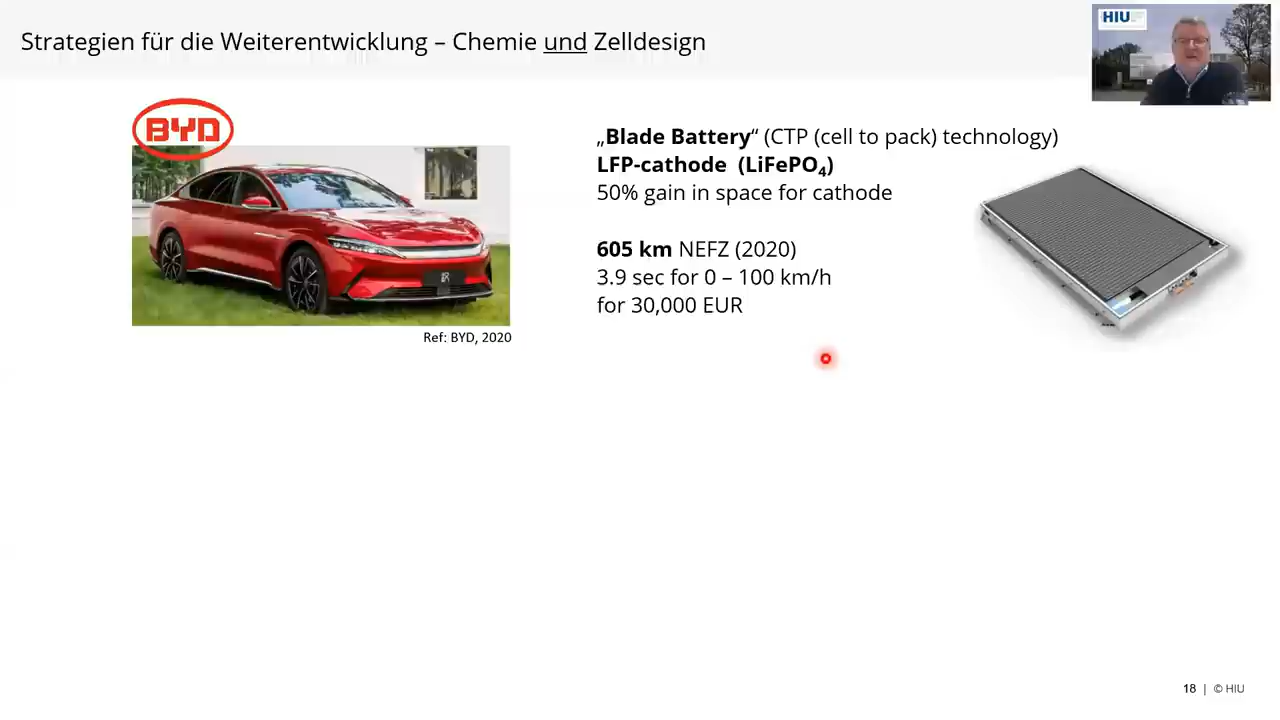 Strategien für die Weiterentwicklung – Chemie und Zelldesign
HIU
BYD
„Blade Battery“ (CTP (cell to pack) technology)
LFP-cathode (LiFePO₄)
50% gain in space for cathode
605 km NEFZ (2020)
3.9 sec for 0 – 100 km/h
for 30,000 EUR
Ref: BYD, 2020
18 | © HIU